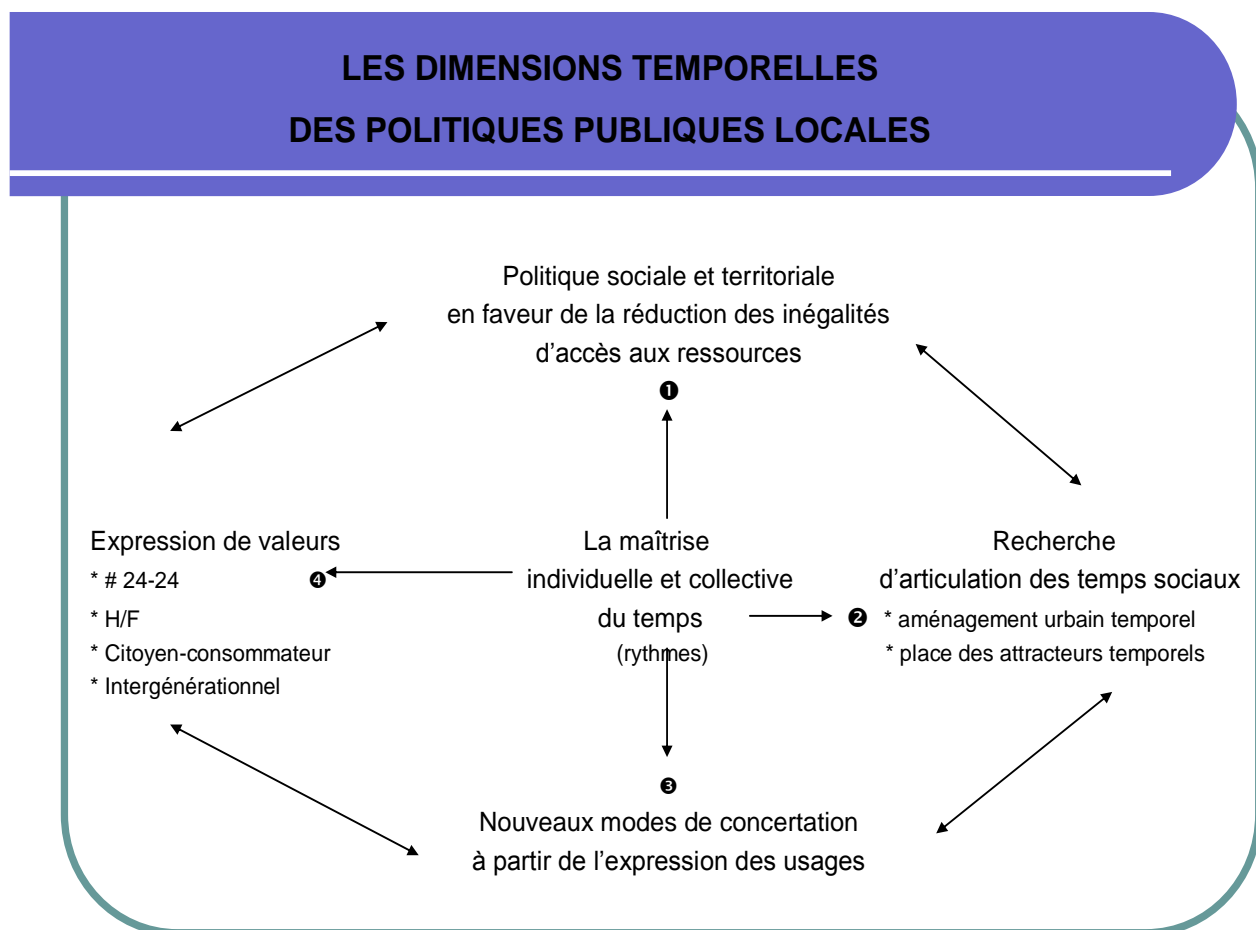 LES DIMENSIONS TEMPORELLES
DES POLITIQUES PUBLIQUES LOCALES
Politique sociale et territoriale
en faveur de la réduction des inégalités
d’accès aux ressources
❶
Expression de valeurs
* # 24-24 ❹
* H/F
* Citoyen-consommateur
* Intergénérationnel
La maîtrise
individuelle et collective
du temps
(rythmes)
Recherche
d’articulation des temps sociaux
❷ * aménagement urbain temporel
* place des attracteurs temporels
❸
Nouveaux modes de concertation
à partir de l’expression des usages